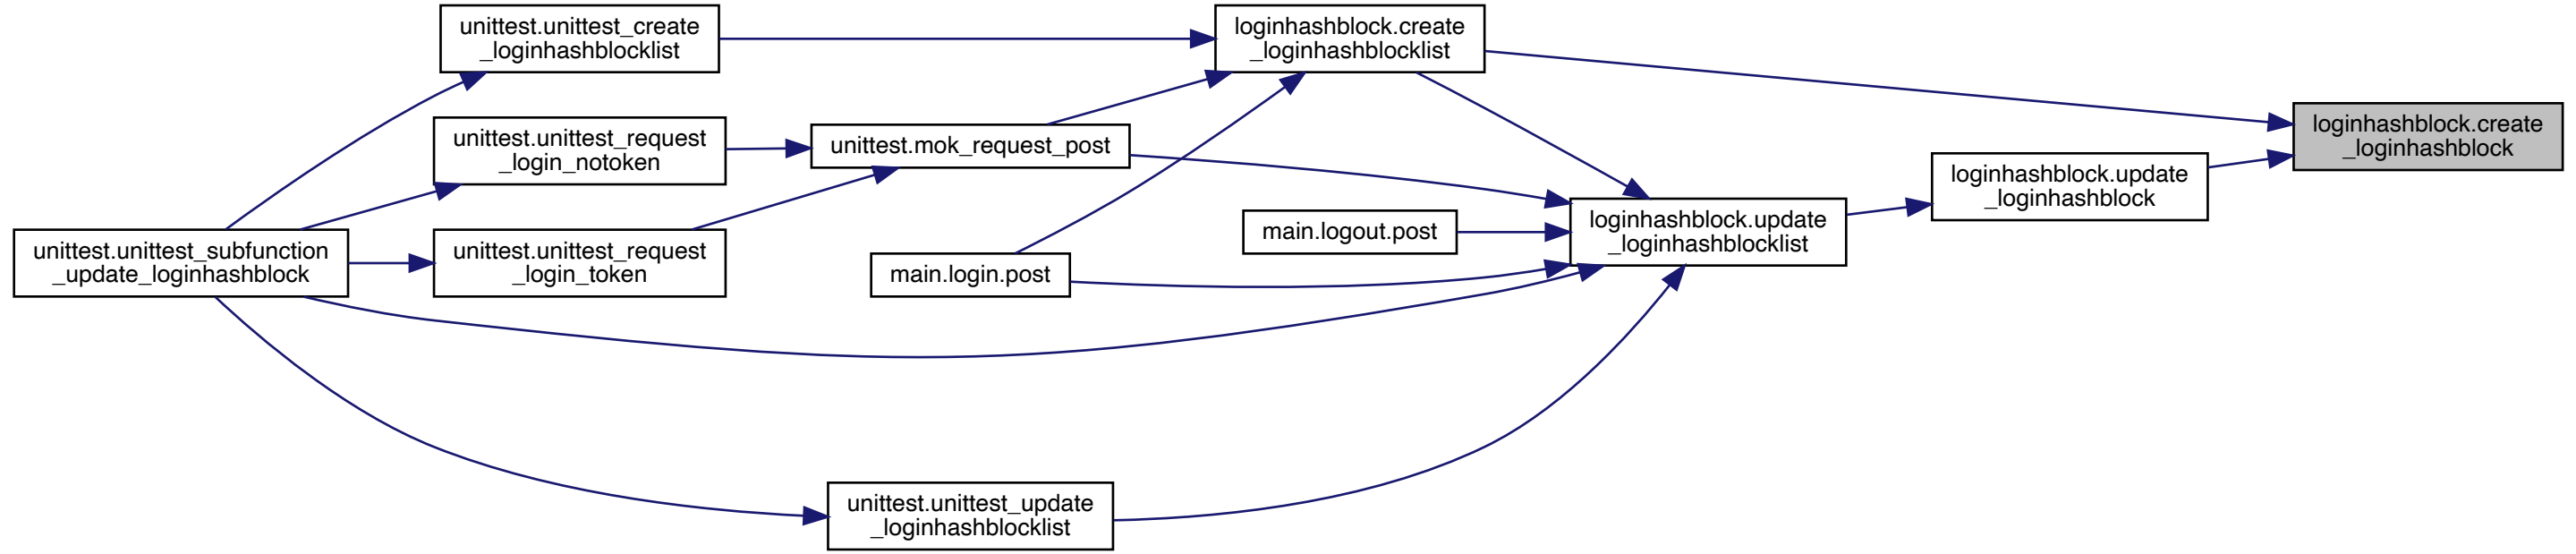 unittest.unittest_create
_loginhashblocklist
loginhashblock.create
_loginhashblocklist
loginhashblock.create
_loginhashblock
unittest.unittest_request
_login_notoken
unittest.mok_request_post
loginhashblock.update
_loginhashblock
loginhashblock.update
_loginhashblocklist
main.logout.post
unittest.unittest_subfunction
_update_loginhashblock
unittest.unittest_request
_login_token
main.login.post
unittest.unittest_update
_loginhashblocklist